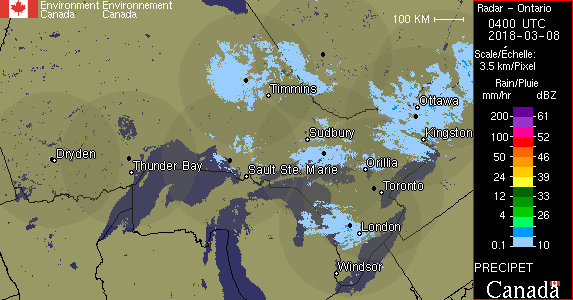 Environment Environnement
Canada Canada
100 KM
Timmins
Ottawa
Sudbury
Kingston
Dryden
Thunder Bay
Sault Ste. Marie
Orillia
Toronto
London
Windsor
Radar - Ontario
0400 UTC
2018-03-08
Scale/Échelle:
3.5 km/Pixel
Rain/Pluie
mm/hr dBZ
200 61
100 52
50 46
24 39
12 33
4 26
0.1 10
PRECIPET
Canada